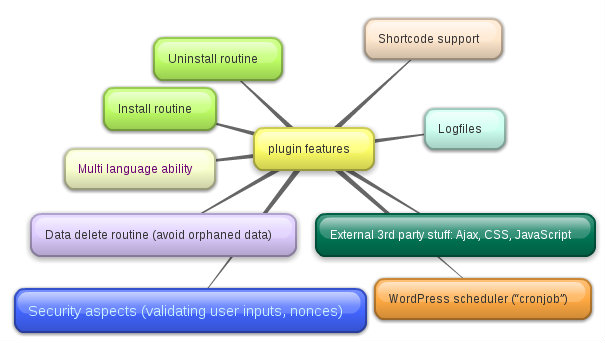 Shortcode support
Uninstall routine
Install routine
Logfiles
plugin features
Multi language ability
Data delete routine (avoid orphaned data)
External 3rd party stuff: Ajax, CSS, JavaScript
WordPress scheduler (“cronjob”)
Security aspects (validating user inputs, nonces)